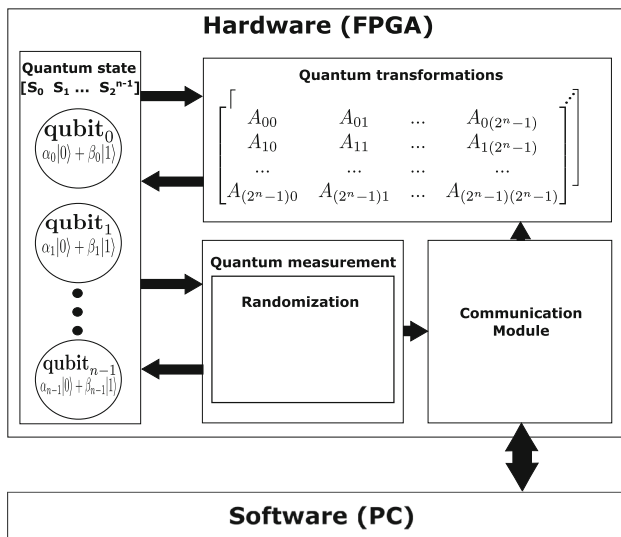 Hardware (FPGA)
Quantum state
[S₀ S₁ ... S₂ⁿ⁻¹]
qubit₀
α₀|0⟩ + β₀|1⟩
qubit₁
α₁|0⟩ + β₁|1⟩
qubitₙ₋₁
αₙ₋₁|0⟩ + βₙ₋₁|1⟩
Quantum transformations
A₀₀ A₀₁ ... A₀₍₂ⁿ₋₁₎
A₁₀ A₁₁ ... A₁₍₂ⁿ₋₁₎
... ... ... ...
A₍₂ⁿ₋₁₎₀ A₍₂ⁿ₋₁₎₁ ... A₍₂ⁿ₋₁₎₍₂ⁿ₋₁₎
Quantum measurement
Randomization
Communication
Module
Software (PC)